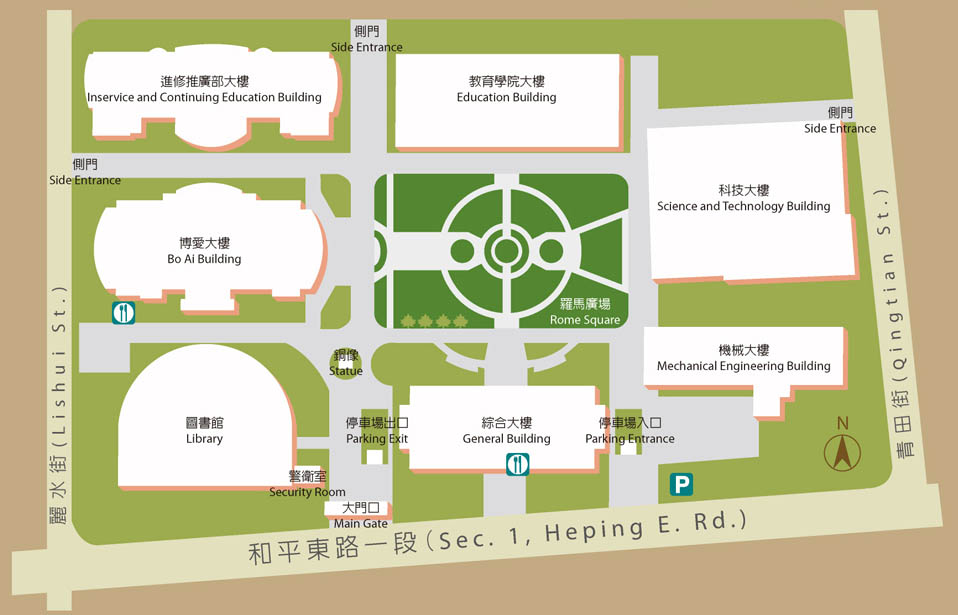 側門
Side Entrance
進修推廣部大樓
Inservice and Continuing Education Building
教育學院大樓
Education Building
側門
Side Entrance
側門
Side Entrance
科技大樓
Science and Technology Building
博愛大樓
Bo Ai Building
羅馬廣場
Rome Square
銅像
Statue
機械大樓
Mechanical Engineering Building
圖書館
Library
停車場出口
Parking Exit
綜合大樓
General Building
停車場入口
Parking Entrance
N
警衛室
Security Room
P
大門口
Main Gate
麗水街(Lishui St.)
青田街(Qingtian St.)
和平東路一段(Sec. 1, Heping E. Rd.)